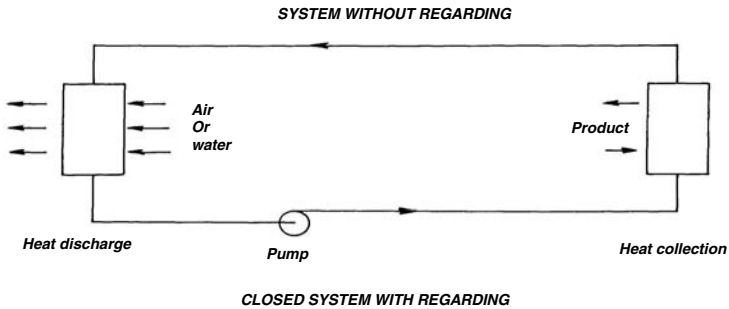 SYSTEM WITHOUT REGARDING
Air
Or
water
Product
Heat discharge
Pump
Heat collection
CLOSED SYSTEM WITH REGARDING